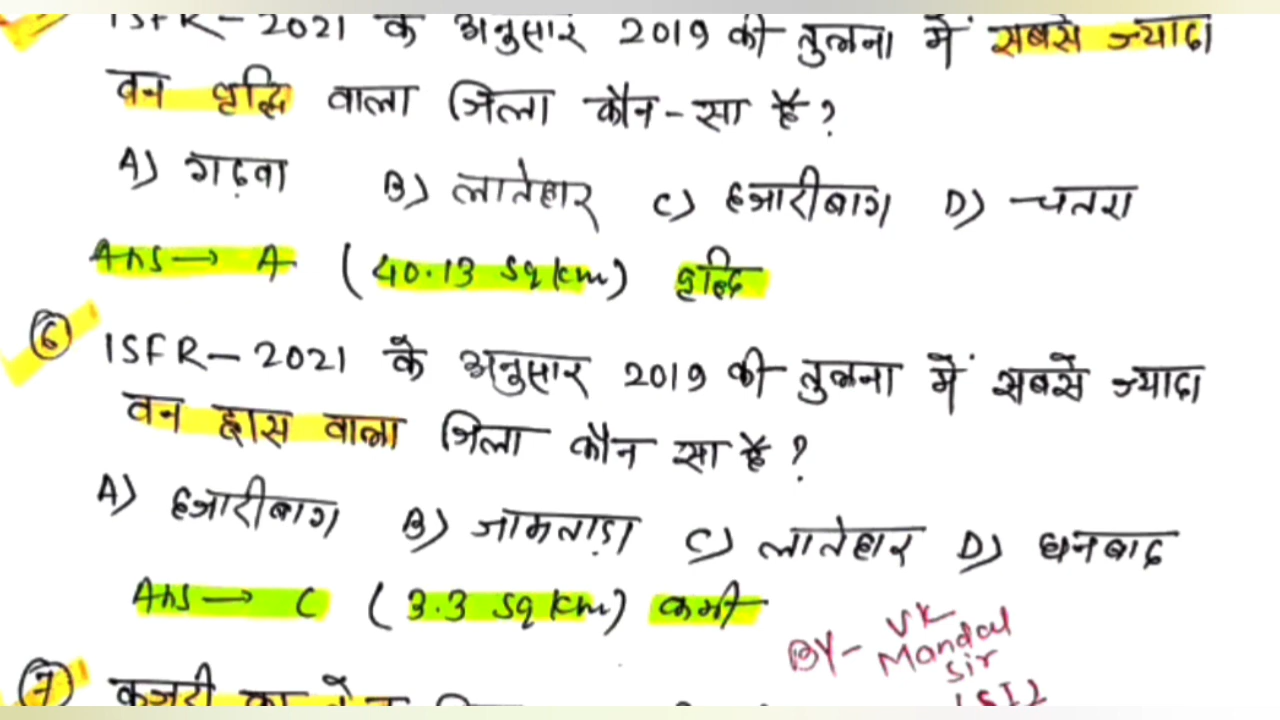 ISFR-2021 के अनुसार 2019 की तुलना में सबसे ज्यादा
वन वृद्धि वाला जिला कौन-सा है?
A) गढ़वा B) लातेहार C) हजारीबाग D) चतरा
Ans → A (40.13 Sq km) वृद्धि
6 ISFR-2021 के अनुसार 2019 की तुलना में सबसे ज्यादा
वन ह्रास वाला जिला कौन सा है?
A) हजारीबाग B) जामताड़ा C) लातेहार D) धनबाद
Ans → C (3.3 Sq km) कमी
BY- VK
Mandal
Sir
7